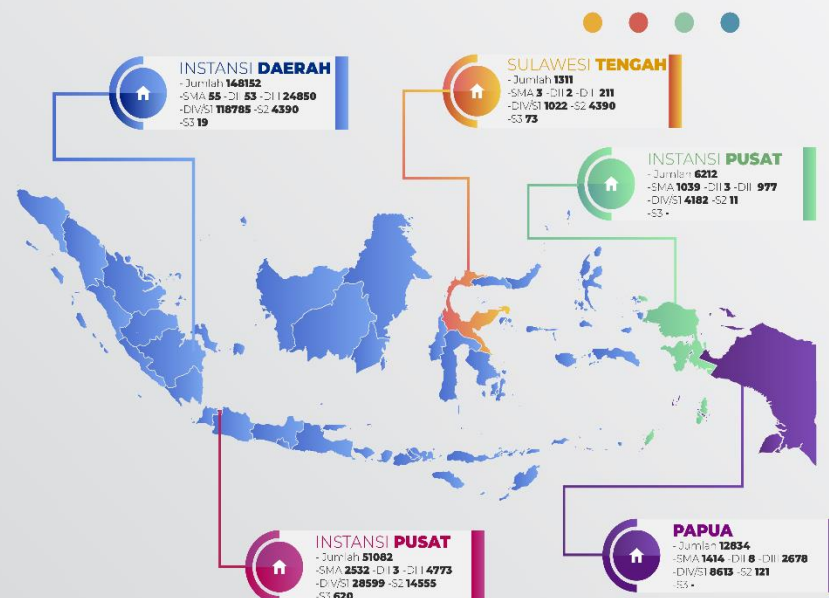 INSTANSI DAERAH
- Jumlah 148152
-SMA 55 -DII 53 -DIII 24850
-DIV/S1 118785 -S2 4390
-S3 19
SULAWESI TENGAH
- Jumlah 1311
-SMA 3 -DII 2 -DIII 211
-DIV/S1 1022 -S2 4390
-S3 73
INSTANSI PUSAT
- Jumlah 6212
-SMA 1039 -DII 3 -DIII 977
-DIV/S1 4182 -S2 11
-S3 -
INSTANSI PUSAT
- Jumlah 51082
-SMA 2532 -DII 3 -DIII 4773
-DIV/S1 28599 -S2 14555
-S3 620
PAPUA
- Jumlah 12834
-SMA 1414 -DII 8 -DIII 2678
-DIV/S1 8613 -S2 121
-S3 -